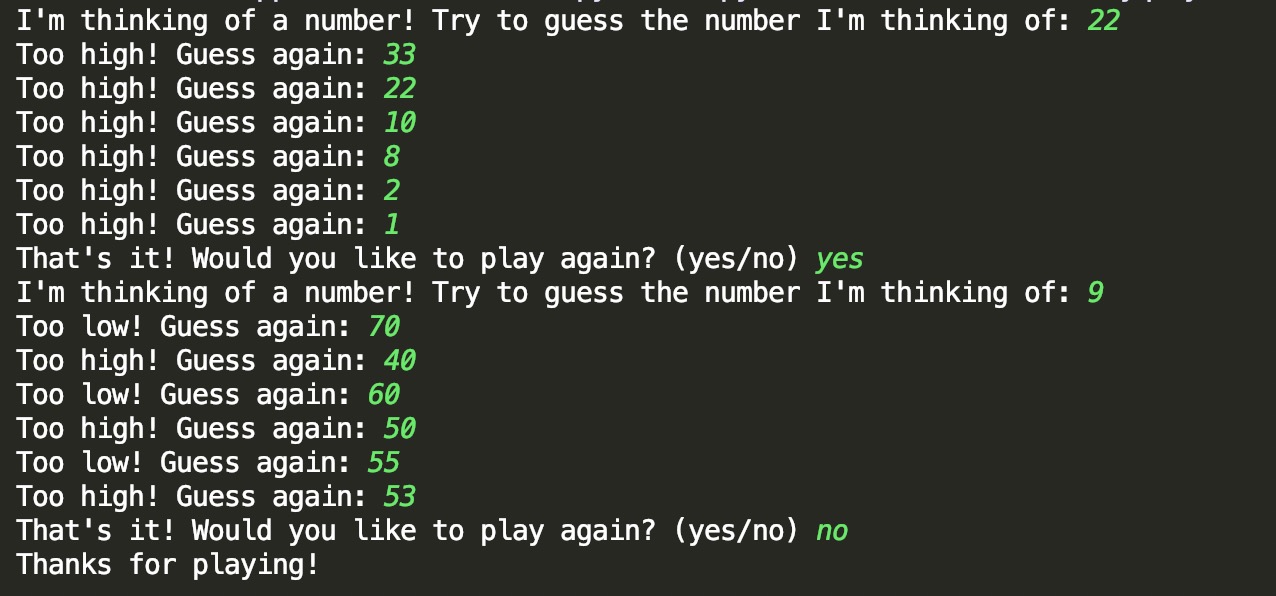 I'm thinking of a number! Try to guess the number I'm thinking of: 22
Too high! Guess again: 33
Too high! Guess again: 22
Too high! Guess again: 10
Too high! Guess again: 8
Too high! Guess again: 2
Too high! Guess again: 1
That's it! Would you like to play again? (yes/no) yes
I'm thinking of a number! Try to guess the number I'm thinking of: 9
Too low! Guess again: 70
Too high! Guess again: 40
Too low! Guess again: 60
Too high! Guess again: 50
Too low! Guess again: 55
Too high! Guess again: 53
That's it! Would you like to play again? (yes/no) no
Thanks for playing!